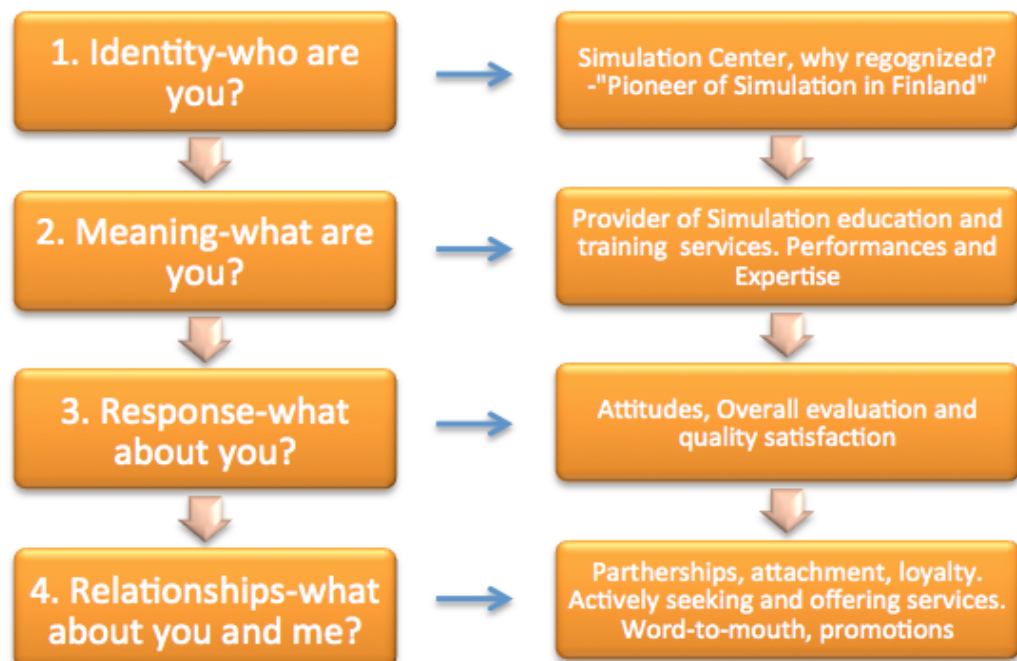 1. Identity-who are
you?
Simulation Center, why regognized?
-"Pioneer of Simulation in Finland"
2. Meaning-what are
you?
Provider of Simulation education and
training services. Performances and
Expertise
3. Response-what
about you?
Attitudes, Overall evaluation and
quality satisfaction
4. Relationships-what
about you and me?
Partherships, attachment, loyalty.
Actively seeking and offering services.
Word-to-mouth, promotions